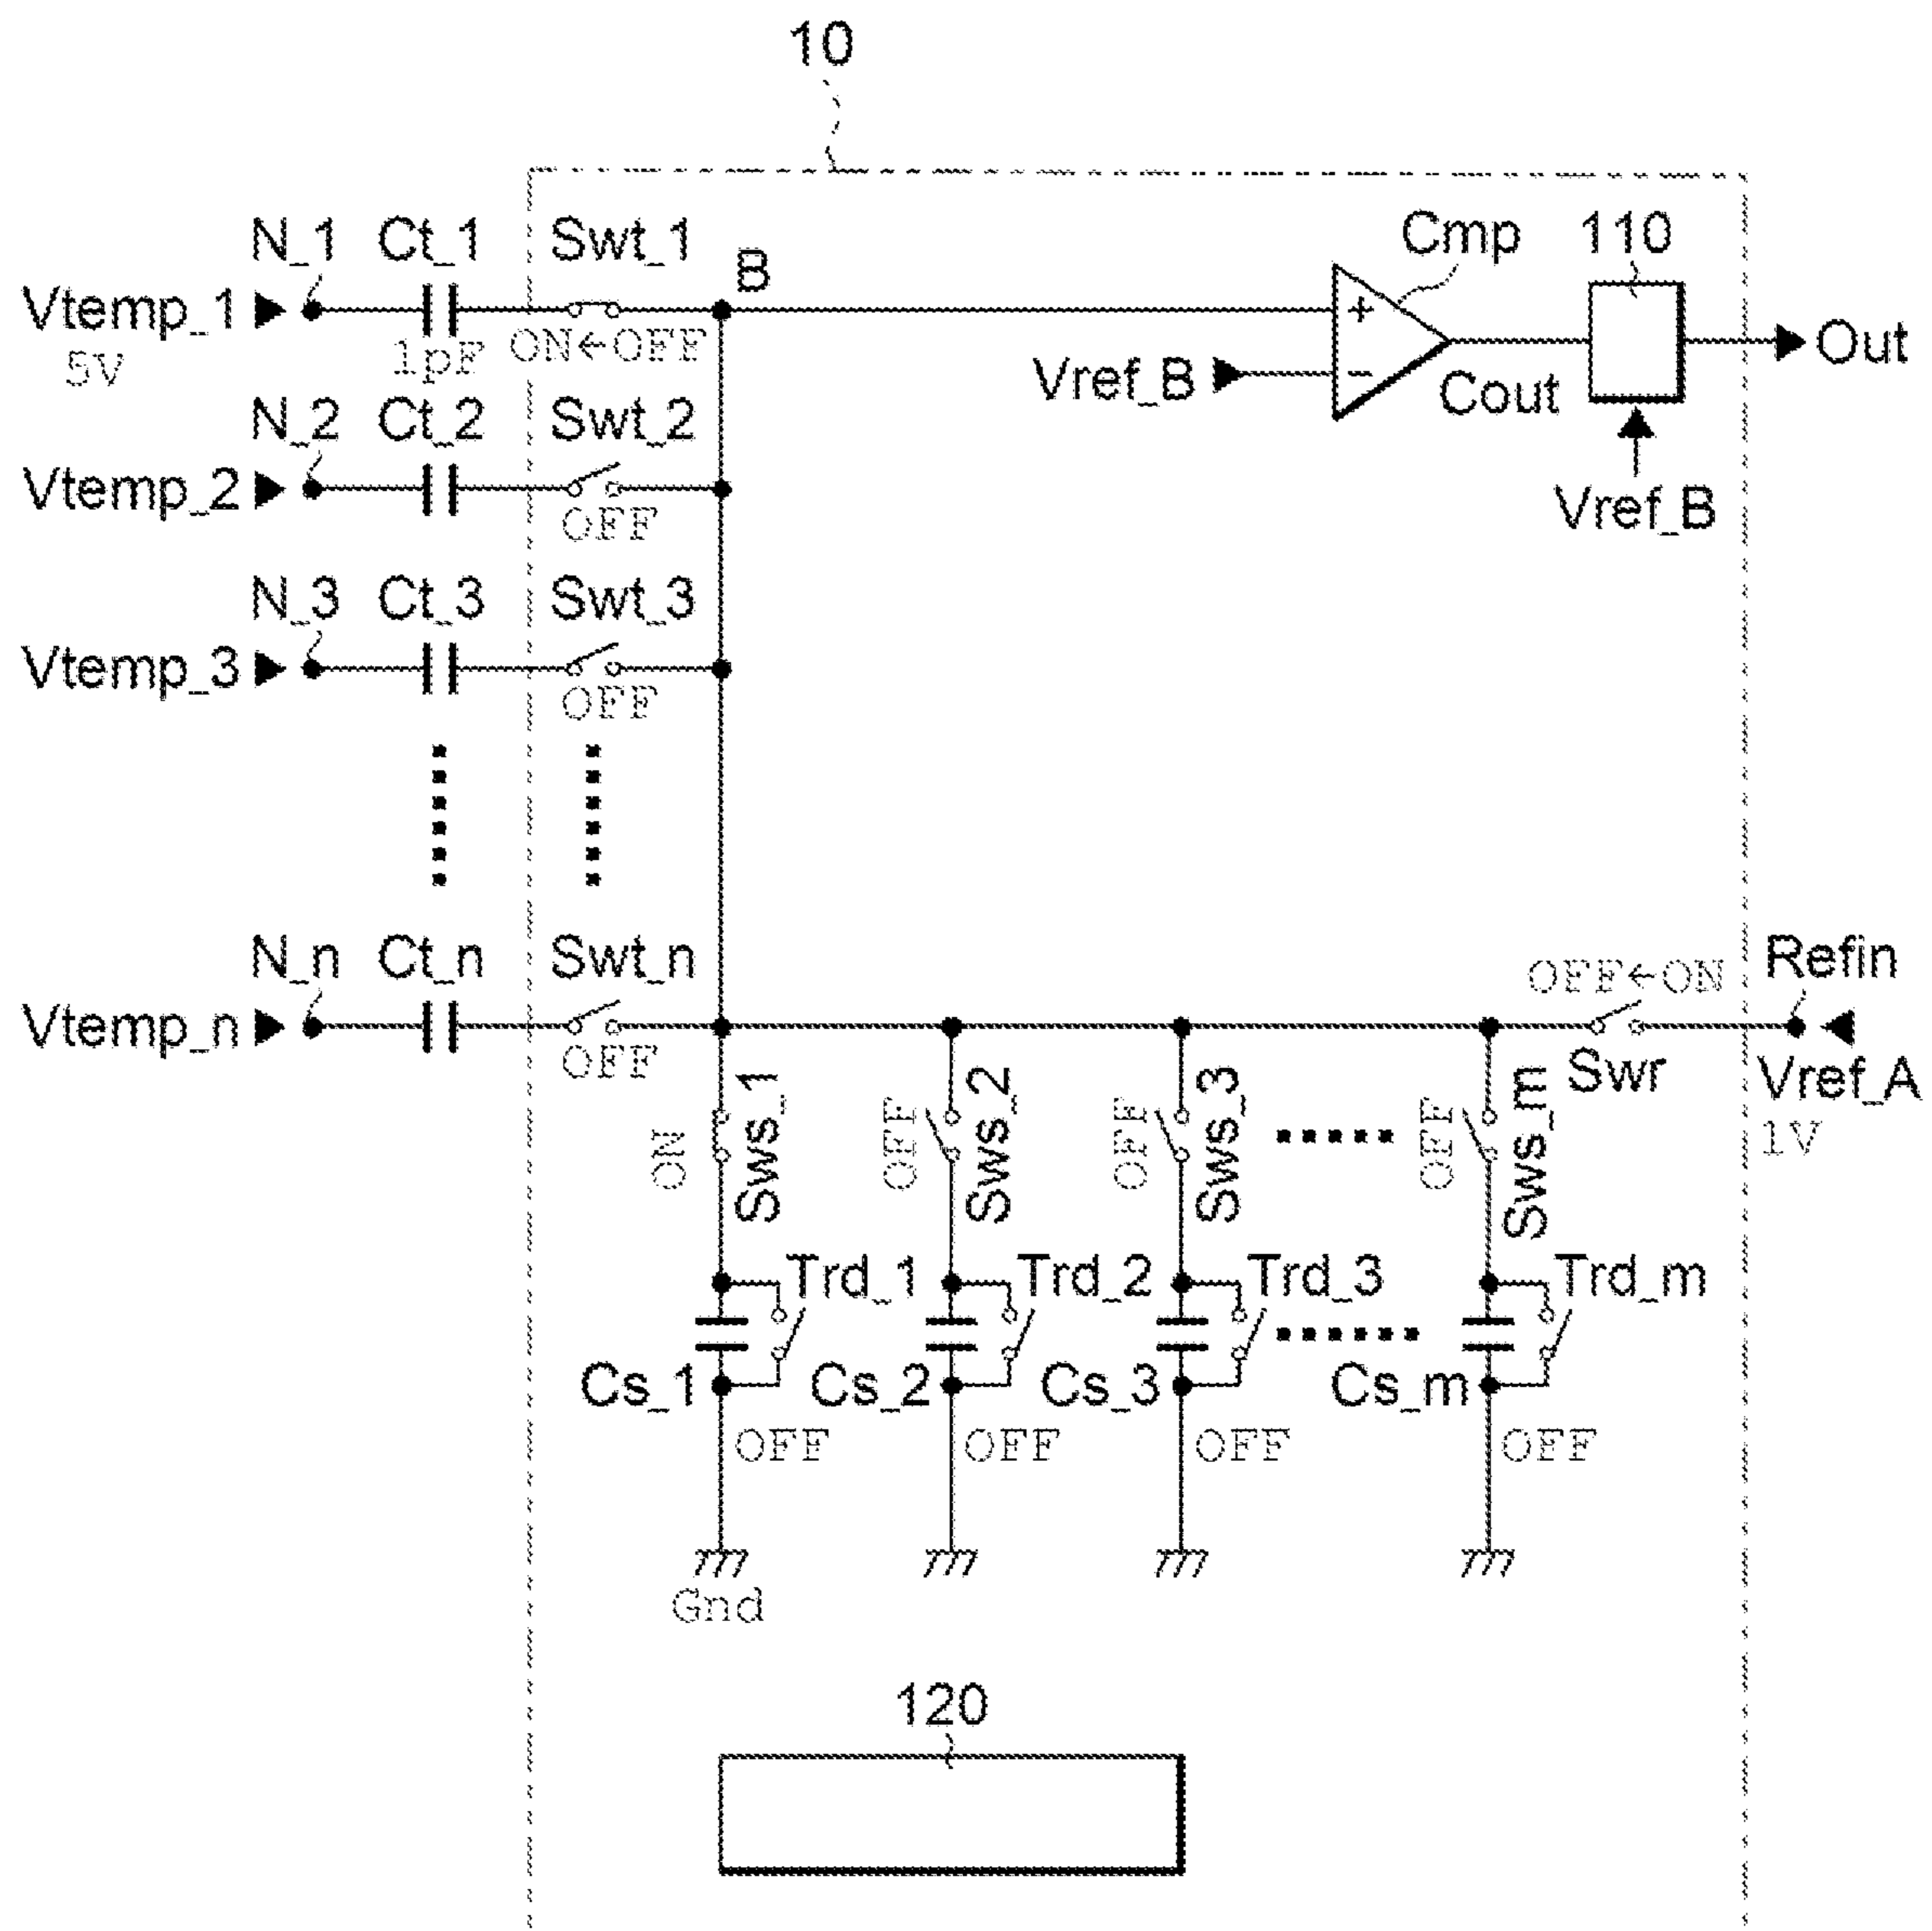 10
N_1 Ct_1 Swt_1 B Cmp 110
Vtemp_1 Out
5V 1pF ON←OFF
Vref_B Cout
N_2 Ct_2 Swt_2
Vtemp_2 Vref_B
OFF
N_3 Ct_3 Swt_3
Vtemp_3
OFF
N_n Ct_n Swt_n OFF←ON Refin
Vtemp_n
OFF Swr Vref_A
1V
ON Sws_1 OFF Sws_2 OFF Sws_3 OFF Sws_m
Trd_1 Trd_2 Trd_3 Trd_m
Cs_1 Cs_2 Cs_3 Cs_m
OFF OFF OFF OFF
Gnd
120